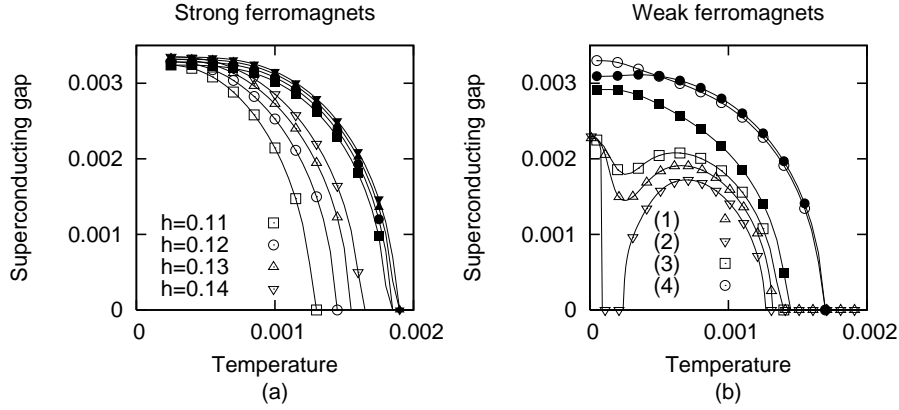 Strong ferromagnets
Superconducting gap
0.003
0.002
0.001
0
h=0.11
h=0.12
h=0.13
h=0.14
0
0.001
0.002
Temperature
(a)
Weak ferromagnets
Superconducting gap
0.003
0.002
0.001
0
(1)
(2)
(3)
(4)
0
0.001
0.002
Temperature
(b)